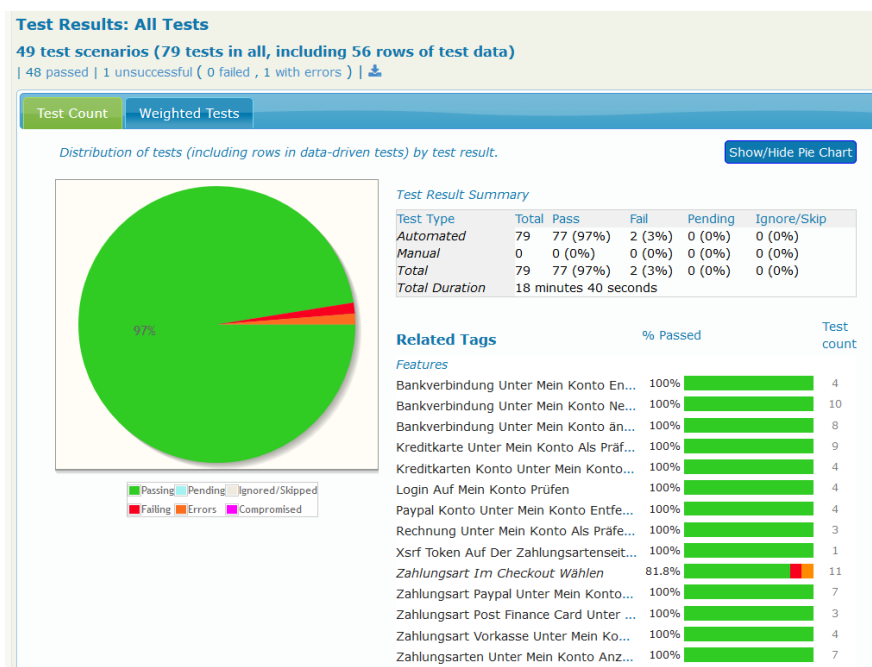 Test Results: All Tests
49 test scenarios (79 tests in all, including 56 rows of test data)
| 48 passed | 1 unsuccessful ( 0 failed , 1 with errors ) |
Test Count Weighted Tests
Distribution of tests (including rows in data-driven tests) by test result.
Show/Hide Pie Chart
97%
Passing Pending Ignored/Skipped
Failing Errors Compromised
Test Result Summary
Test Type Total Pass Fail Pending Ignore/Skip
Automated 79 77 (97%) 2 (3%) 0 (0%) 0 (0%)
Manual 0 0 (0%) 0 (0%) 0 (0%) 0 (0%)
Total 79 77 (97%) 2 (3%) 0 (0%) 0 (0%)
Total Duration 18 minutes 40 seconds
Related Tags % Passed Test count
Features
Bankverbindung Unter Mein Konto En... 100% 4
Bankverbindung Unter Mein Konto Ne... 100% 10
Bankverbindung Unter Mein Konto än... 100% 8
Kreditkarte Unter Mein Konto Als Präf... 100% 9
Kreditkarten Konto Unter Mein Konto... 100% 4
Login Auf Mein Konto Prüfen 100% 4
Paypal Konto Unter Mein Konto Entfe... 100% 4
Rechnung Unter Mein Konto Als Präfe... 100% 3
Xsrf Token Auf Der Zahlungsartenseit... 100% 1
Zahlungsart Im Checkout Wählen 81.8% 11
Zahlungsart Paypal Unter Mein Konto... 100% 7
Zahlungsart Post Finance Card Unter ... 100% 3
Zahlungsart Vorkasse Unter Mein Ko... 100% 4
Zahlungsarten Unter Mein Konto Anz... 100% 7